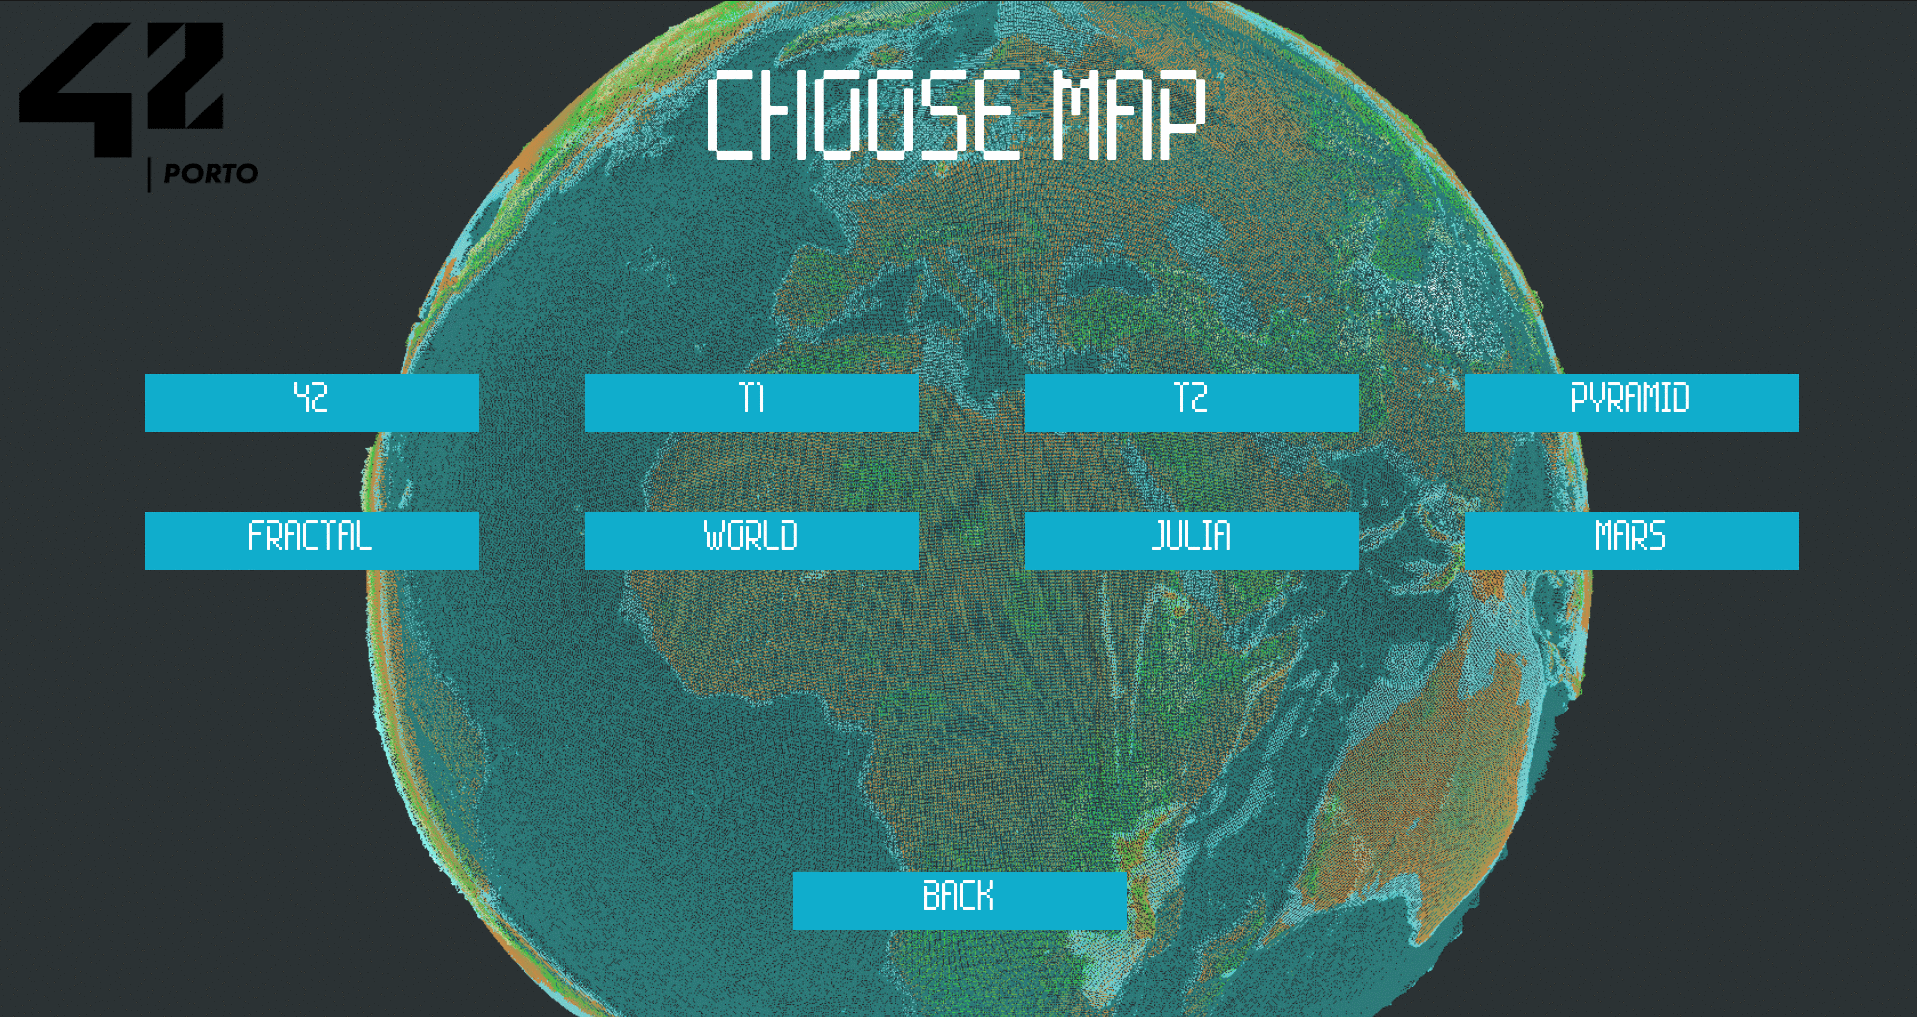 42
| PORTO
CHOOSE MAP
42
T1
T2
PYRAMID
FRACTAL
WORLD
JULIA
MARS
BACK